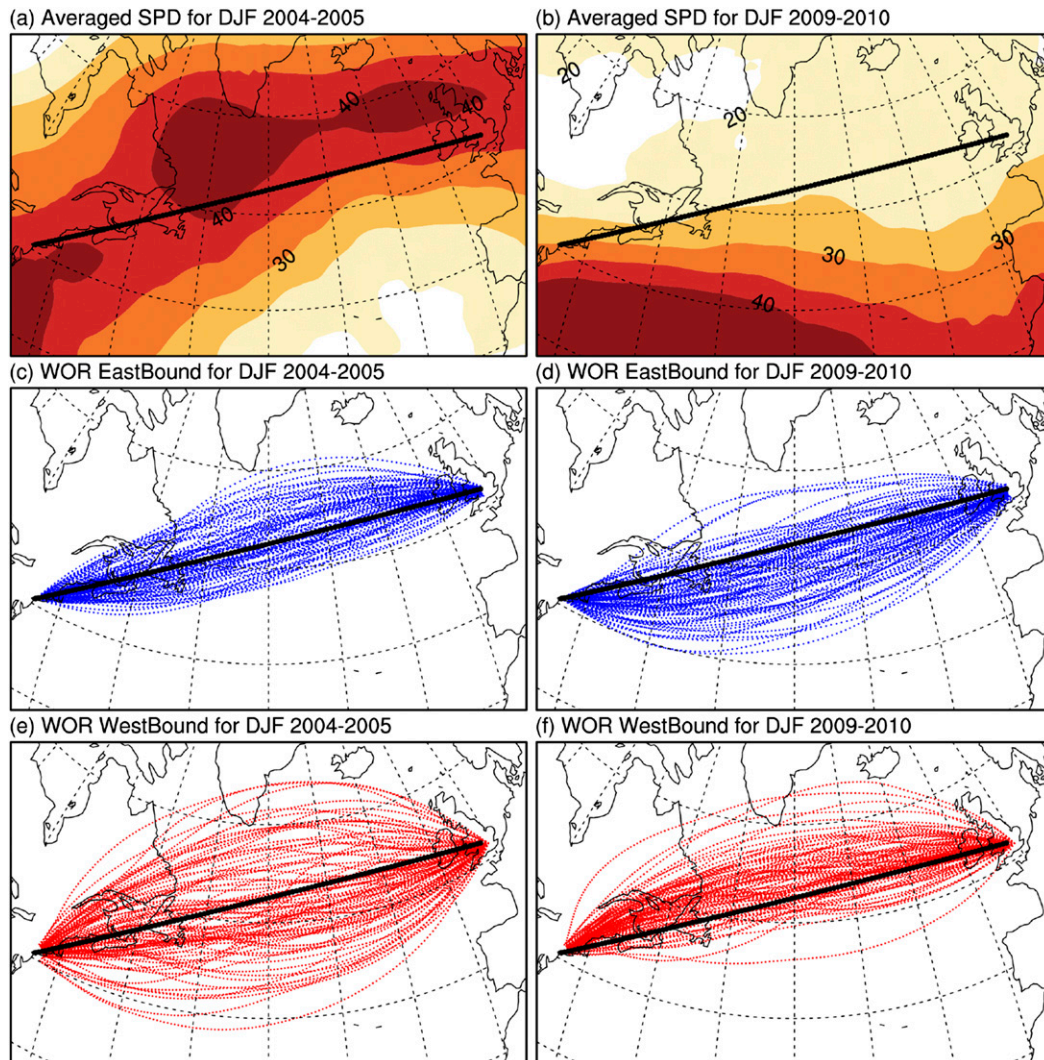 (a) Averaged SPD for DJF 2004-2005
(b) Averaged SPD for DJF 2009-2010
40
40
40
30
20
20
30
30
40
(c) WOR EastBound for DJF 2004-2005
(d) WOR EastBound for DJF 2009-2010
(e) WOR WestBound for DJF 2004-2005
(f) WOR WestBound for DJF 2009-2010